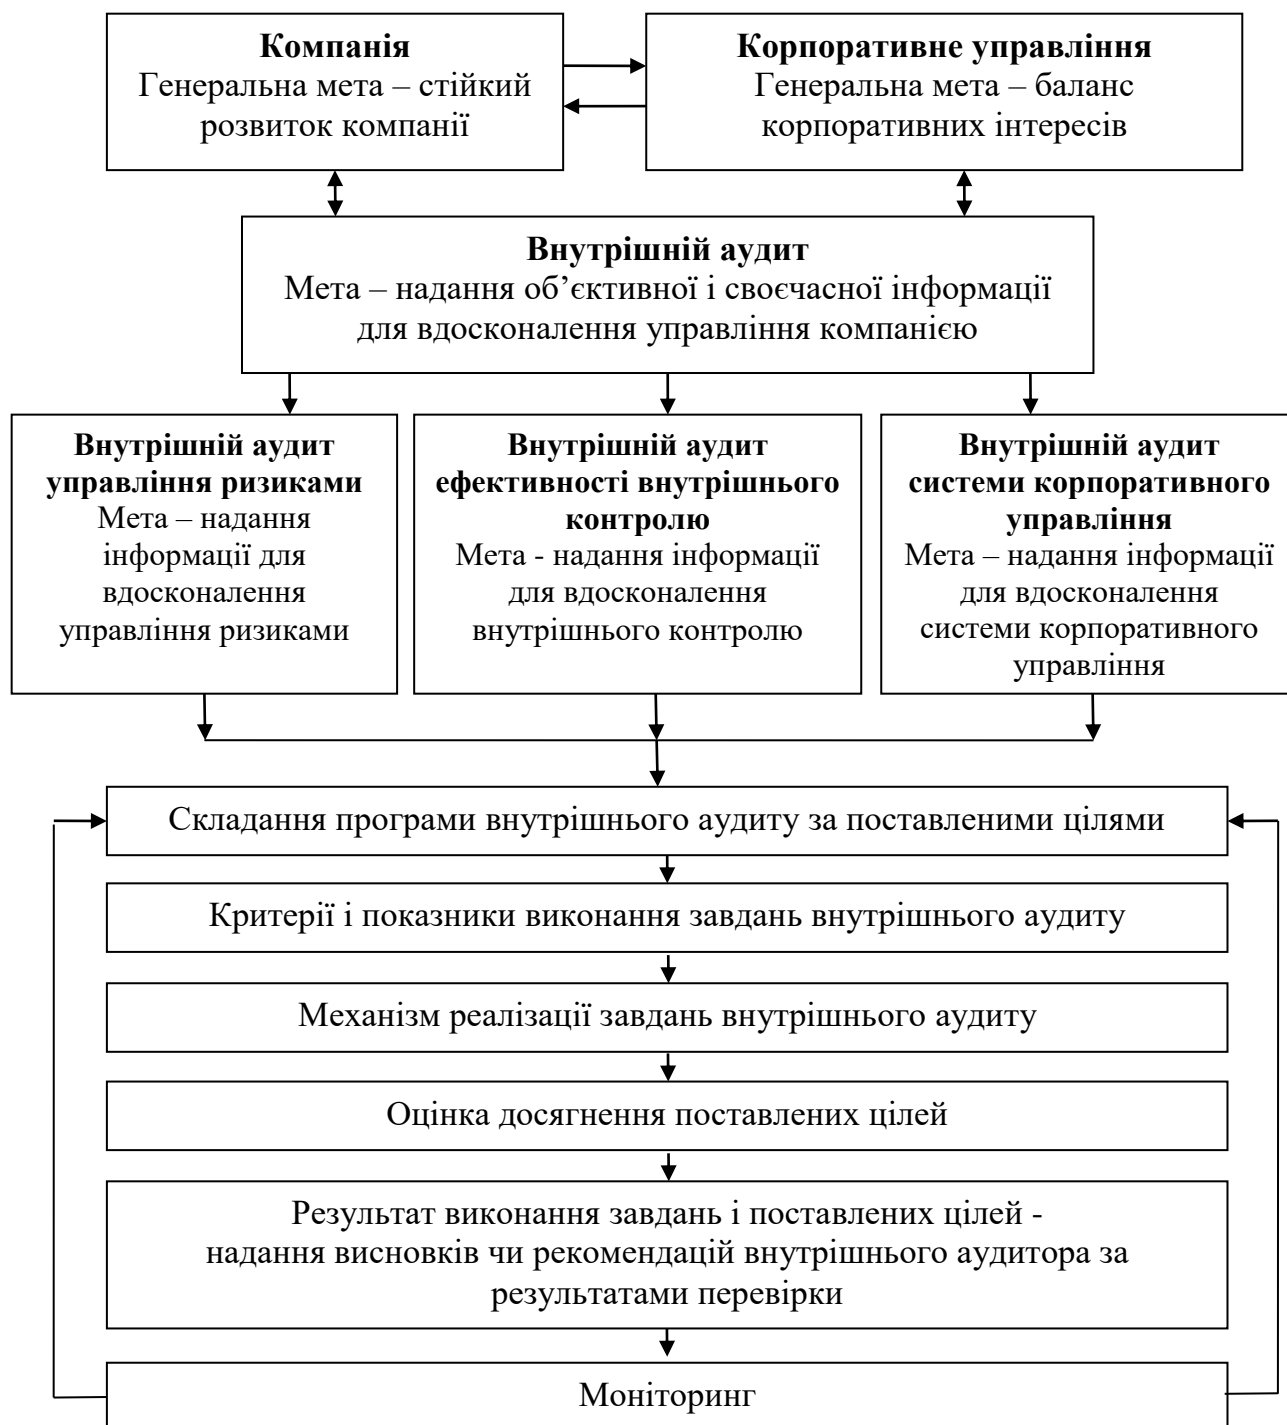 Компанія
Генеральна мета – стійкий
розвиток компанії
Корпоративне управління
Генеральна мета – баланс
корпоративних інтересів
Внутрішній аудит
Мета – надання об’єктивної і своєчасної інформації
для вдосконалення управління компанією
Внутрішній аудит
управління ризиками
Мета – надання
інформації для
вдосконалення
управління ризиками
Внутрішній аудит
ефективності внутрішнього
контролю
Мета - надання інформації
для вдосконалення
внутрішнього контролю
Внутрішній аудит
системи корпоративного
управління
Мета – надання інформації
для вдосконалення
системи корпоративного
управління
Складання програми внутрішнього аудиту за поставленими цілями
Критерії і показники виконання завдань внутрішнього аудиту
Механізм реалізації завдань внутрішнього аудиту
Оцінка досягнення поставлених цілей
Результат виконання завдань і поставлених цілей -
надання висновків чи рекомендацій внутрішнього аудитора за
результатами перевірки
Моніторинг